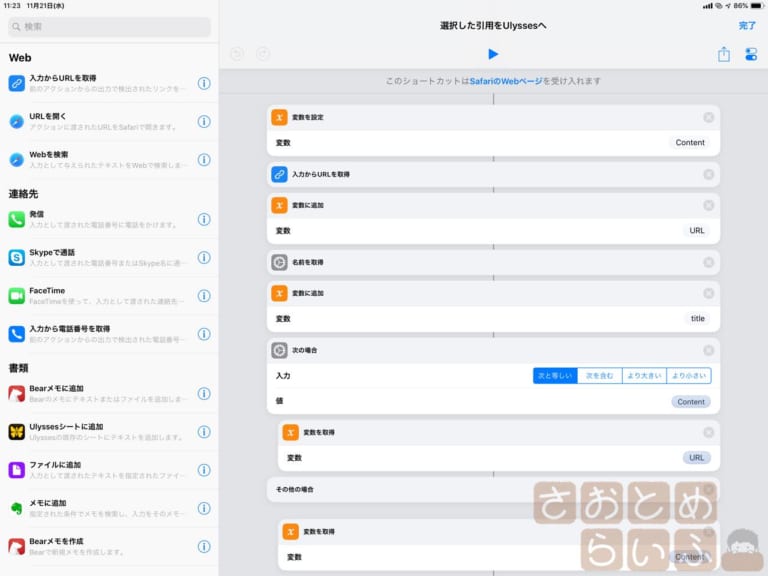 11:23 11月21日(水)
86%
検索
Web
入力からURLを取得
前のアクションからの出力で検出されたリンクを…
URLを開く
アクションに渡されたURLをSafariで開きます。
Webを検索
入力として与えられたテキストをWebで検索しま…
連絡先
発信
入力として渡された電話番号に電話をかけます。
Skypeで通話
入力として渡された電話番号またはSkype名に通…
FaceTime
FaceTimeを使って、入力として渡された連絡先…
入力から電話番号を取得
前のアクションからの出力で検出された電話番号…
書類
Bearメモに追加
Bearのメモにテキストまたはファイルを追加しま…
Ulyssesシートに追加
Ulyssesの既存のシートにテキストを追加します。
ファイルに追加
入力として渡されたテキストを指定されたファイ…
メモに追加
指定された条件でメモを検索し、入力をそのメモ…
Bearメモを作成
Bearで新規メモを作成します。
選択した引用をUlyssesへ
完了
このショートカットはSafariのWebページを受け入れます
変数を設定
変数 Content
入力からURLを取得
変数に追加
変数 URL
名前を取得
変数に追加
変数 title
次の場合
入力 次と等しい 次を含む より大きい より小さい
値 Content
変数を取得
変数 URL
その他の場合
変数を取得
変数 Content
さおとめ
らいふ